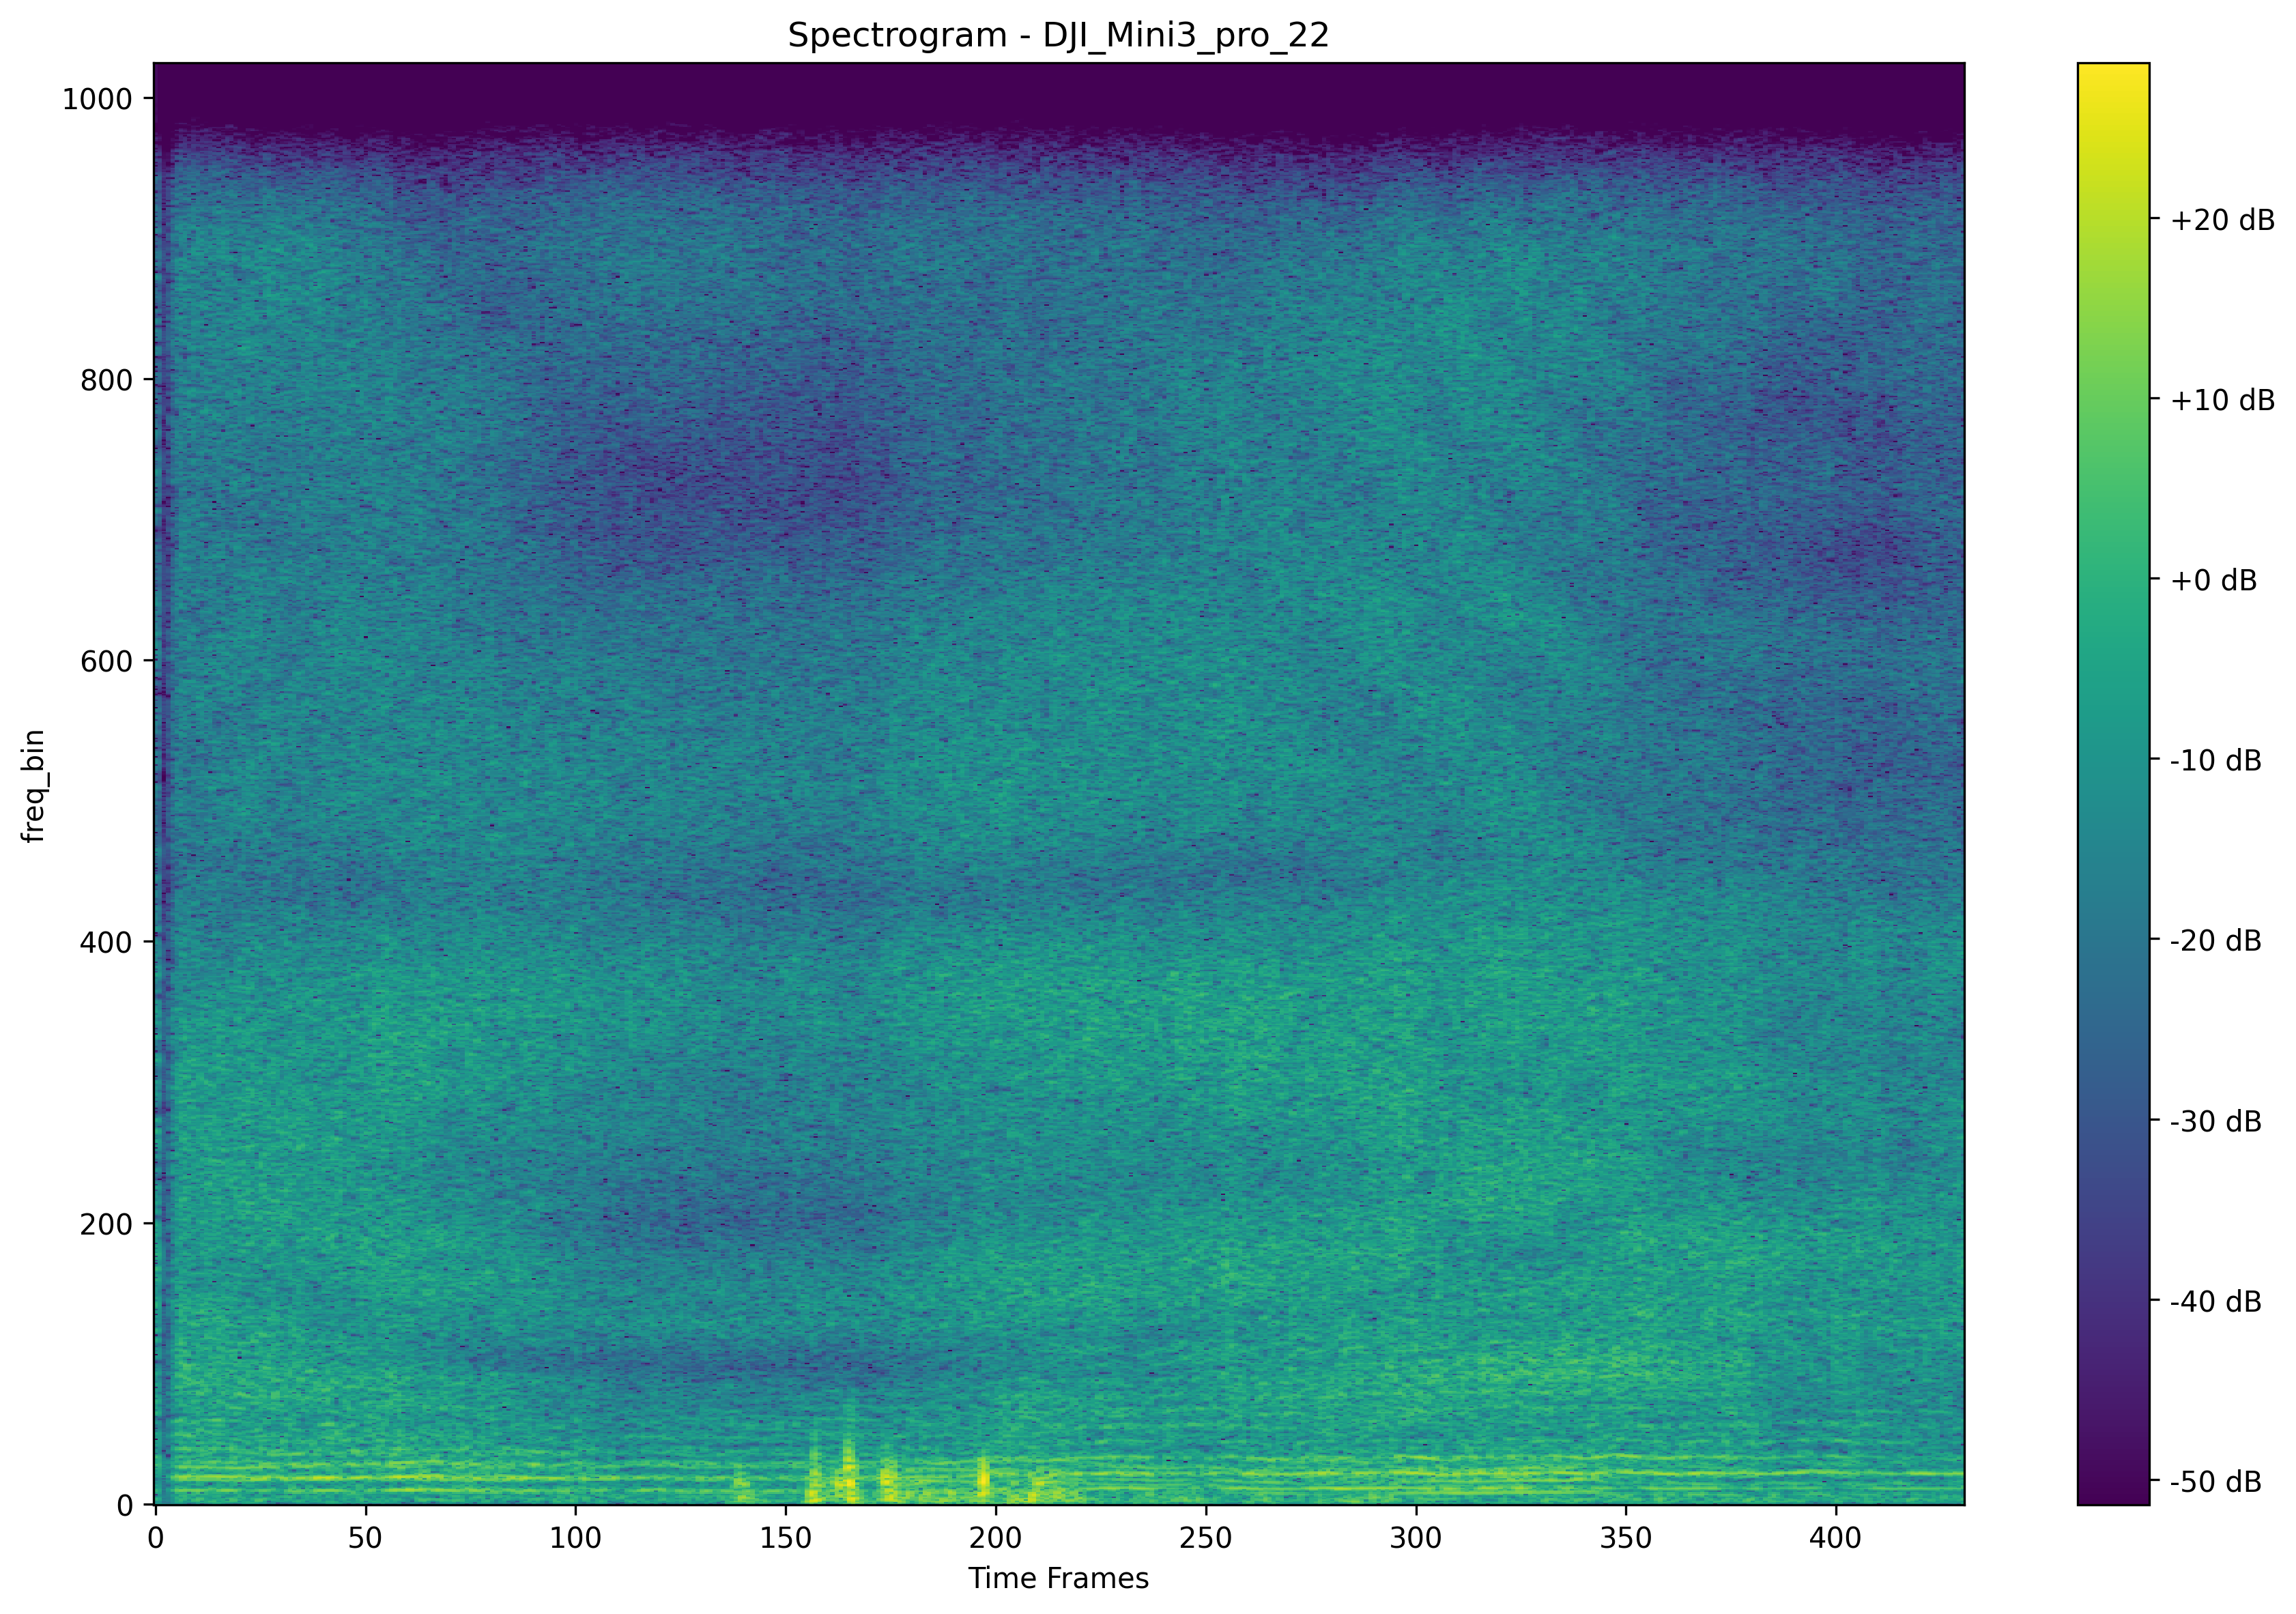 Spectrogram - DJI_Mini3_pro_22
1000
800
600
400
200
0
freq_bin
0 50 100 150 200 250 300 350 400
Time Frames
+20 dB
+10 dB
+0 dB
-10 dB
-20 dB
-30 dB
-40 dB
-50 dB